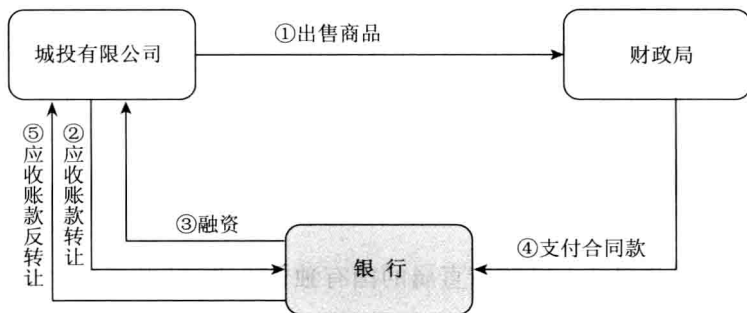 ①出售商品
城投有限公司
财政局
⑤应收账款反转让
②应收账款转让
③融资
④支付合同款
银行